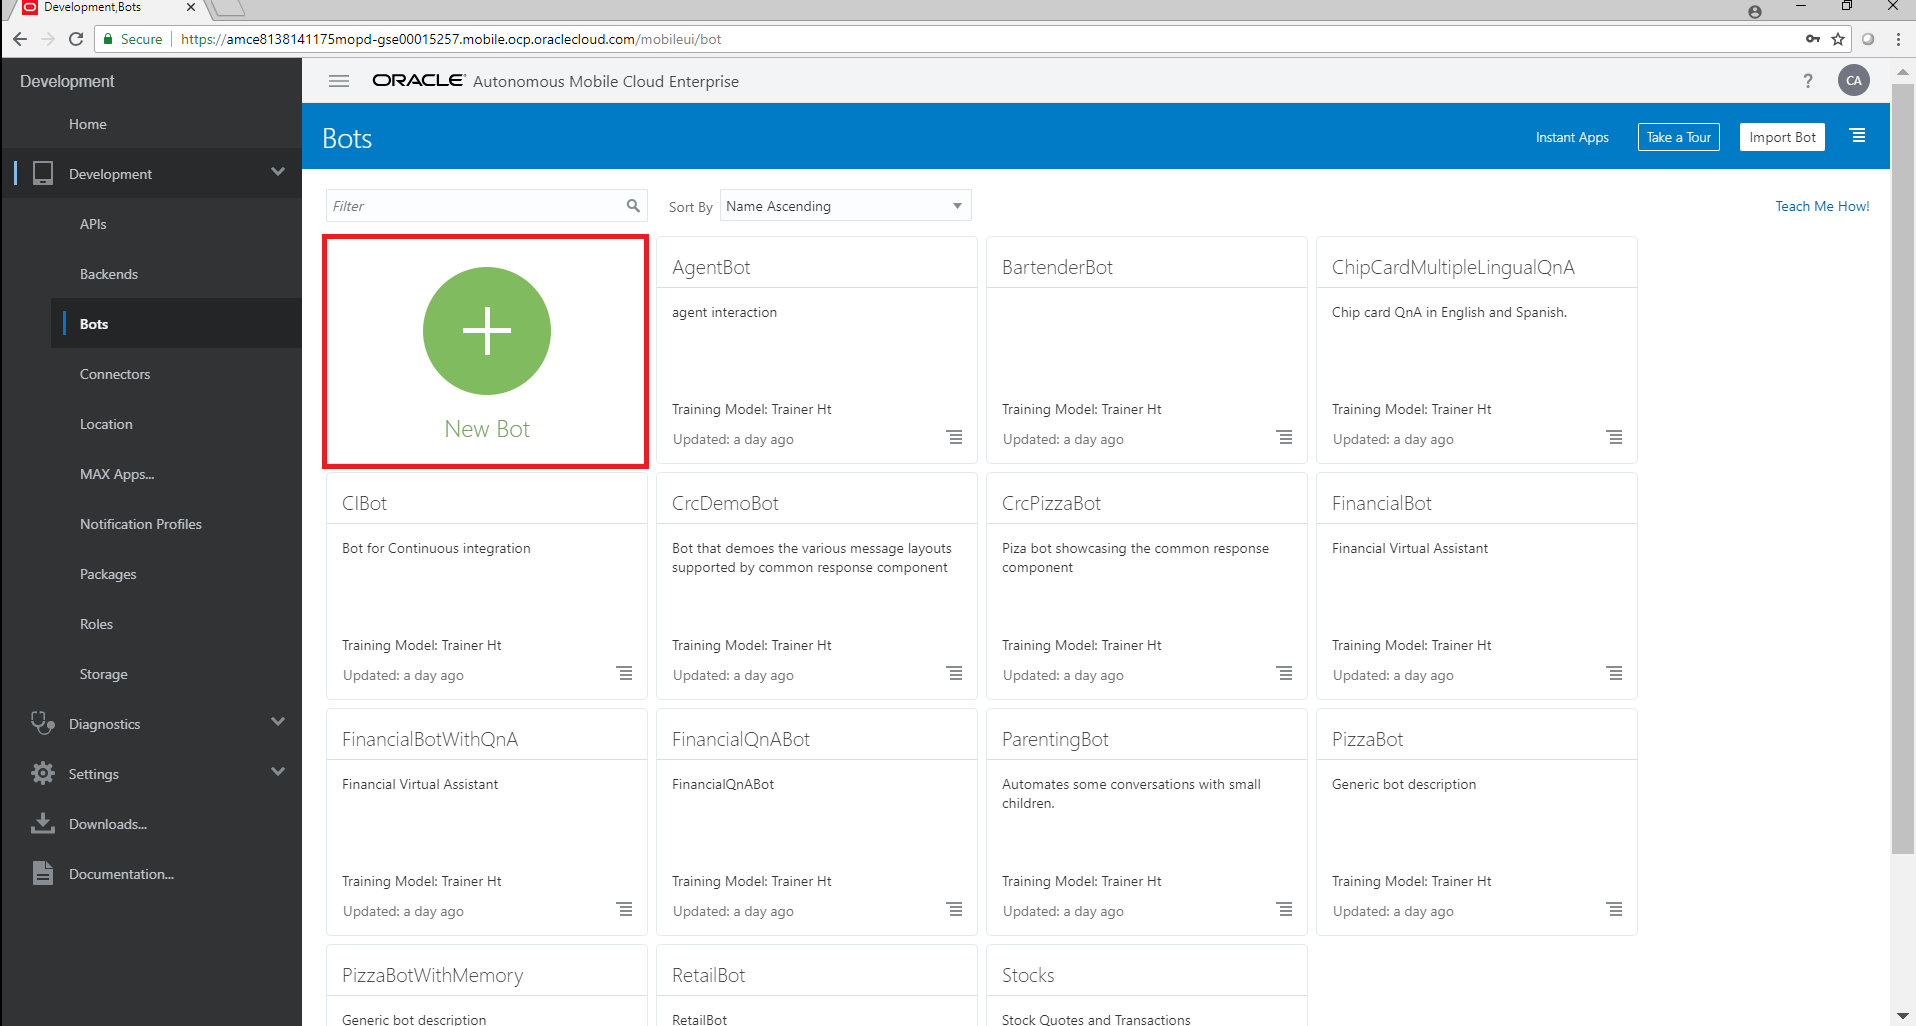 Development,Bots
Secure
https://amce8138141175mopd-gse00015257.mobile.ocp.oraclecloud.com/mobileui/bot
Development
Home
Development
APIs
Backends
Bots
Connectors
Location
MAX Apps...
Notification Profiles
Packages
Roles
Storage
Diagnostics
Settings
Downloads...
Documentation...
ORACLE Autonomous Mobile Cloud Enterprise
?
CA
Bots
Instant Apps
Take a Tour
Import Bot
Filter
Sort By
Name Ascending
Teach Me How!
New Bot
AgentBot
agent interaction
Training Model: Trainer Ht
Updated: a day ago
BartenderBot
Training Model: Trainer Ht
Updated: a day ago
ChipCardMultipleLingualQnA
Chip card QnA in English and Spanish.
Training Model: Trainer Ht
Updated: a day ago
CIBot
Bot for Continuous integration
Training Model: Trainer Ht
Updated: a day ago
CrcDemoBot
Bot that demoes the various message layouts
supported by common response component
Training Model: Trainer Ht
Updated: a day ago
CrcPizzaBot
Piza bot showcasing the common response
component
Training Model: Trainer Ht
Updated: a day ago
FinancialBot
Financial Virtual Assistant
Training Model: Trainer Ht
Updated: a day ago
FinancialBotWithQnA
Financial Virtual Assistant
Training Model: Trainer Ht
Updated: a day ago
FinancialQnABot
FinancialQnABot
Training Model: Trainer Ht
Updated: a day ago
ParentingBot
Automates some conversations with small
children.
Training Model: Trainer Ht
Updated: a day ago
PizzaBot
Generic bot description
Training Model: Trainer Ht
Updated: a day ago
PizzaBotWithMemory
Generic bot description
RetailBot
RetailBot
Stocks
Stock Quotes and Transactions